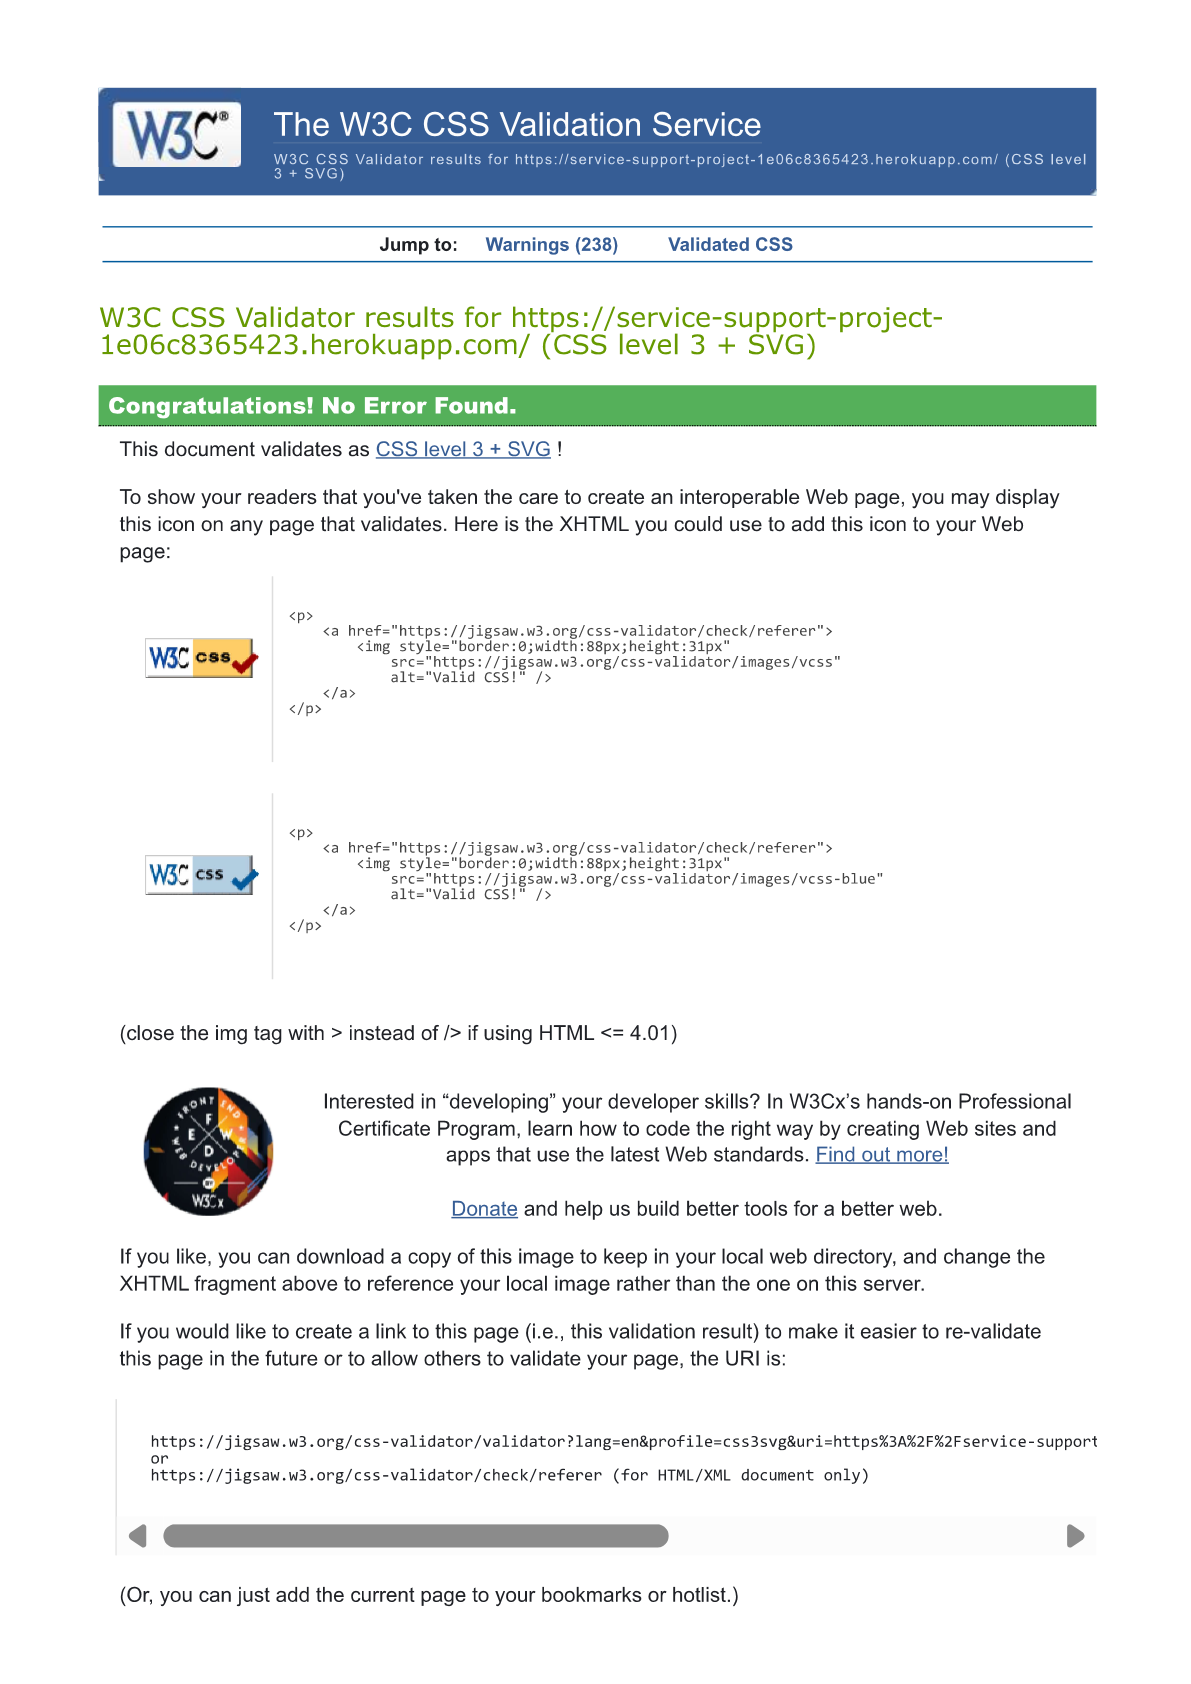 W3C®
The W3C CSS Validation Service
W3C CSS Validator results for https://service-support-project-1e06c8365423.herokuapp.com/ (CSS level
3 + SVG)
Jump to: Warnings (238) Validated CSS
W3C CSS Validator results for https://service-support-project-
1e06c8365423.herokuapp.com/ (CSS level 3 + SVG)
Congratulations! No Error Found.
This document validates as CSS level 3 + SVG !
To show your readers that you've taken the care to create an interoperable Web page, you may display
this icon on any page that validates. Here is the XHTML you could use to add this icon to your Web
page:
<p>
<a href="https://jigsaw.w3.org/css-validator/check/referer">
<img style="border:0;width:88px;height:31px"
W3C css
src="https://jigsaw.w3.org/css-validator/images/vcss"
alt="Valid CSS!" />
</a>
</p>
<p>
<a href="https://jigsaw.w3.org/css-validator/check/referer">
<img style="border:0;width:88px;height:31px"
W3C css
src="https://jigsaw.w3.org/css-validator/images/vcss-blue"
alt="Valid CSS!" />
</a>
</p>
(close the img tag with > instead of /> if using HTML <= 4.01)
FRONT END
F E W D
WEB DEVELOPER
BY
W3Cx
Interested in “developing” your developer skills? In W3Cx’s hands-on Professional
Certificate Program, learn how to code the right way by creating Web sites and
apps that use the latest Web standards. Find out more!
Donate and help us build better tools for a better web.
If you like, you can download a copy of this image to keep in your local web directory, and change the
XHTML fragment above to reference your local image rather than the one on this server.
If you would like to create a link to this page (i.e., this validation result) to make it easier to re-validate
this page in the future or to allow others to validate your page, the URI is:
https://jigsaw.w3.org/css-validator/validator?lang=en&profile=css3svg&uri=https%3A%2F%2Fservice-support
or
https://jigsaw.w3.org/css-validator/check/referer (for HTML/XML document only)
(Or, you can just add the current page to your bookmarks or hotlist.)